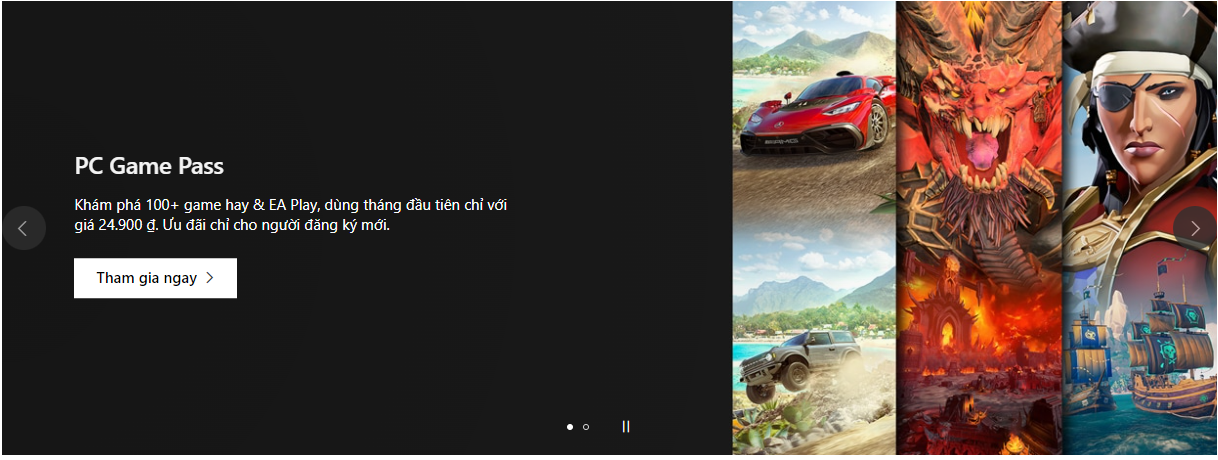 PC Game Pass
Khám phá 100+ game hay & EA Play, dùng tháng đầu tiên chỉ với
giá 24.900 ₫. Ưu đãi chỉ cho người đăng ký mới.
Tham gia ngay
AMG